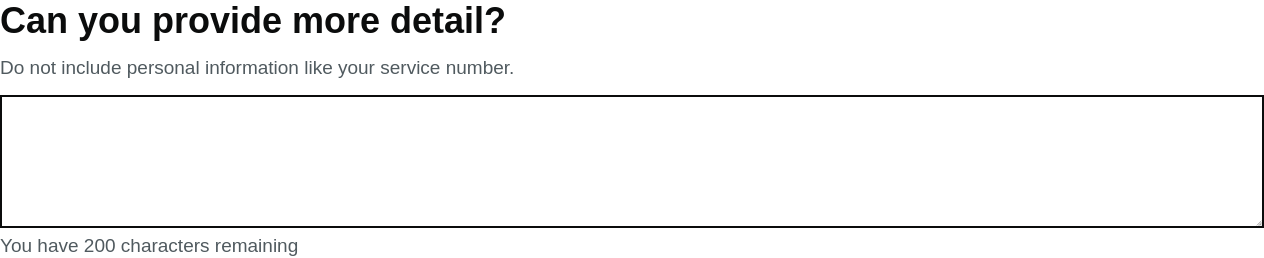 Can you provide more detail?
Do not include personal information like your service number.
You have 200 characters remaining